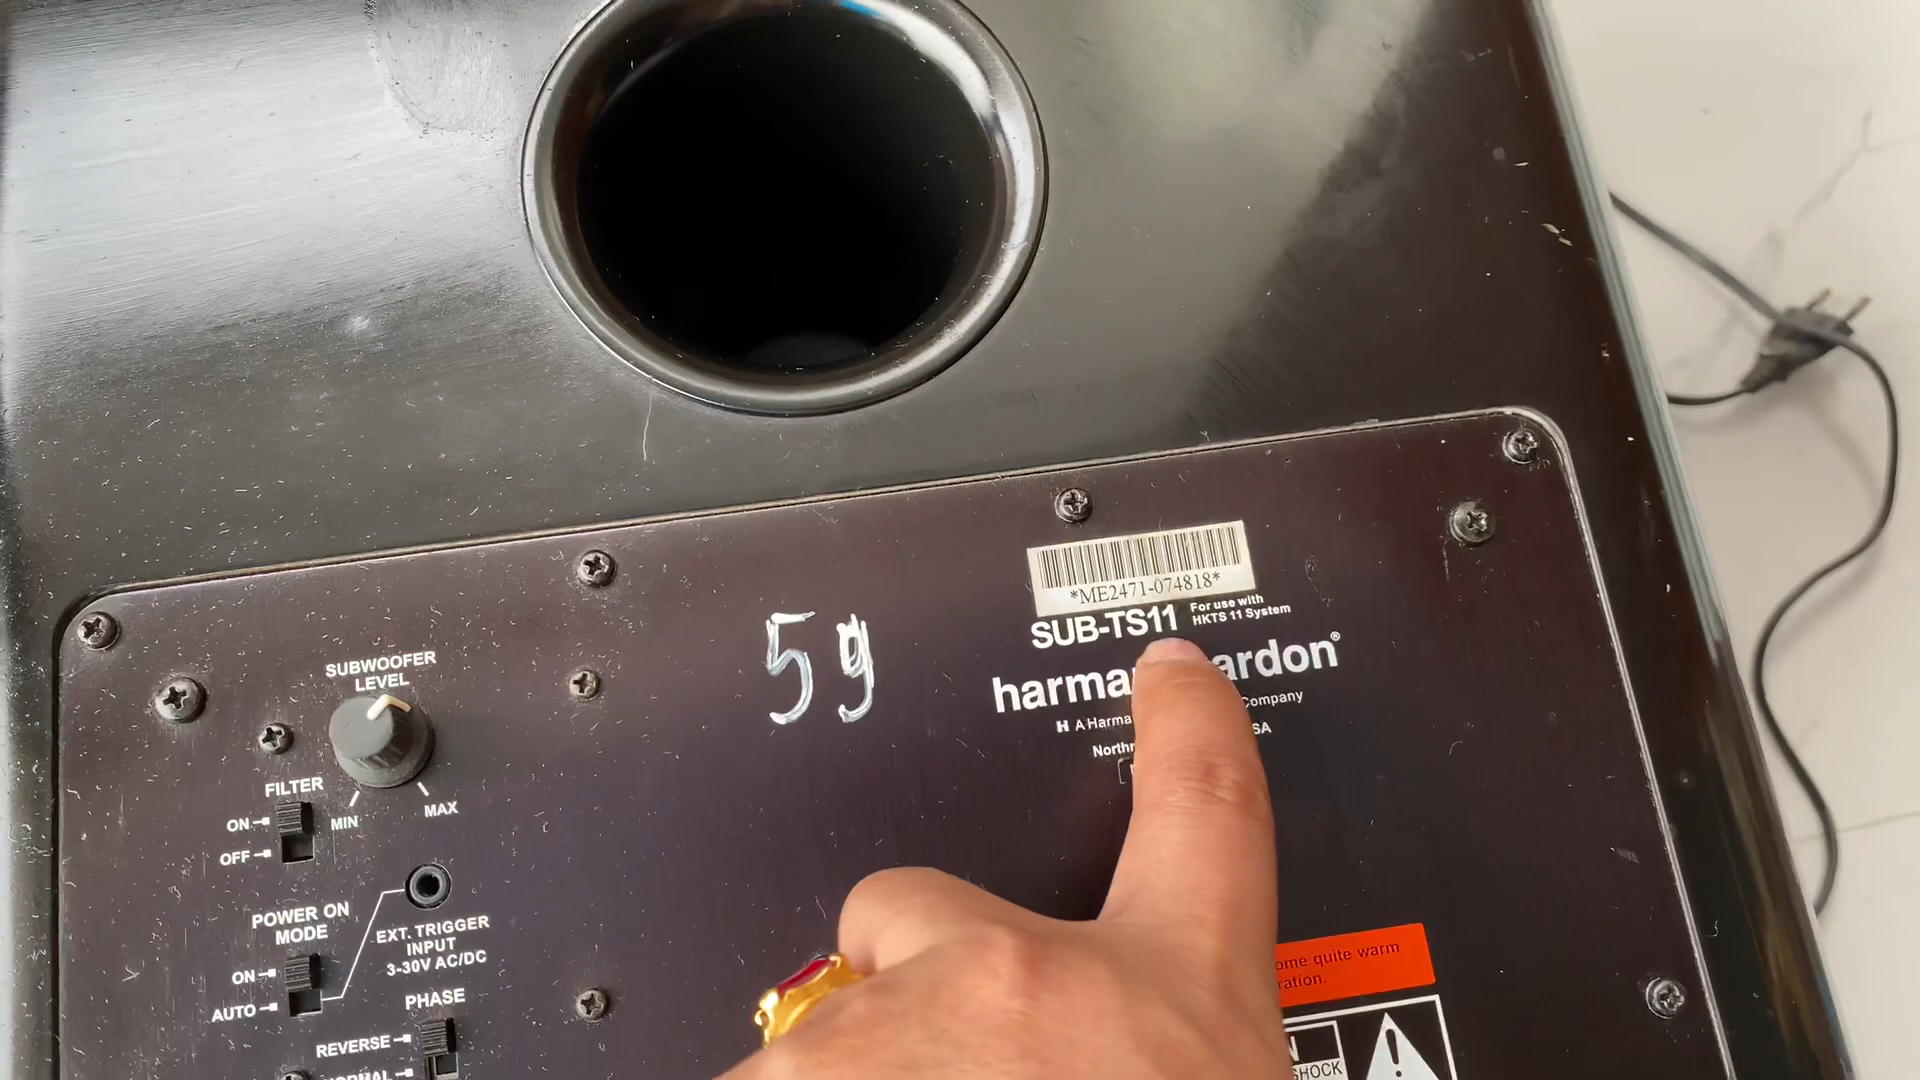 *ME2471-074818*
SUB-TS11
For use with
HKTS 11 System
harma ardon®
H A Harma Company
SA
North
59
SUBWOOFER
LEVEL
MIN
MAX
FILTER
ON
OFF
POWER ON
MODE
ON
AUTO
EXT. TRIGGER
INPUT
3-30V AC/DC
PHASE
REVERSE
NORMAL
ome quite warm
ration.
N
SHOCK